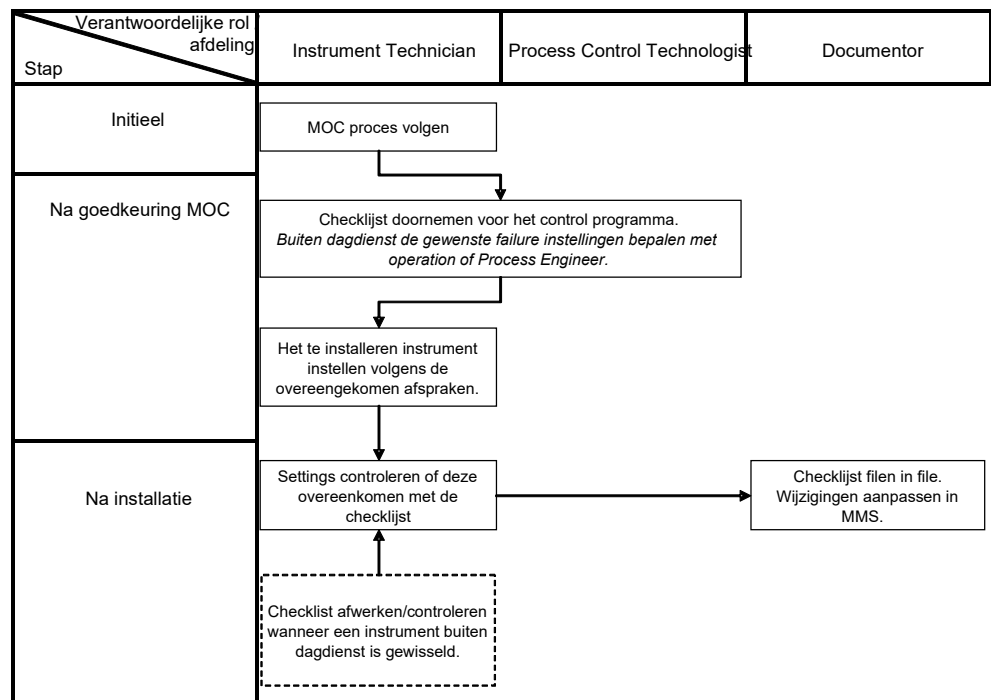 Verantwoordelijke rol
afdeling
Stap
Instrument Technician
Process Control Technologist
Documentor
Initieel
MOC proces volgen
Na goedkeuring MOC
Checklijst doornemen voor het control programma.
Buiten dagdienst de gewenste failure instellingen bepalen met
operation of Process Engineer.
Het te installeren instrument
instellen volgens de
overeengekomen afspraken.
Na installatie
Settings controleren of deze
overeenkomen met de
checklijst
Checklijst filen in file.
Wijzigingen aanpassen in
MMS.
Checklist afwerken/controleren
wanneer een instrument buiten
dagdienst is gewisseld.